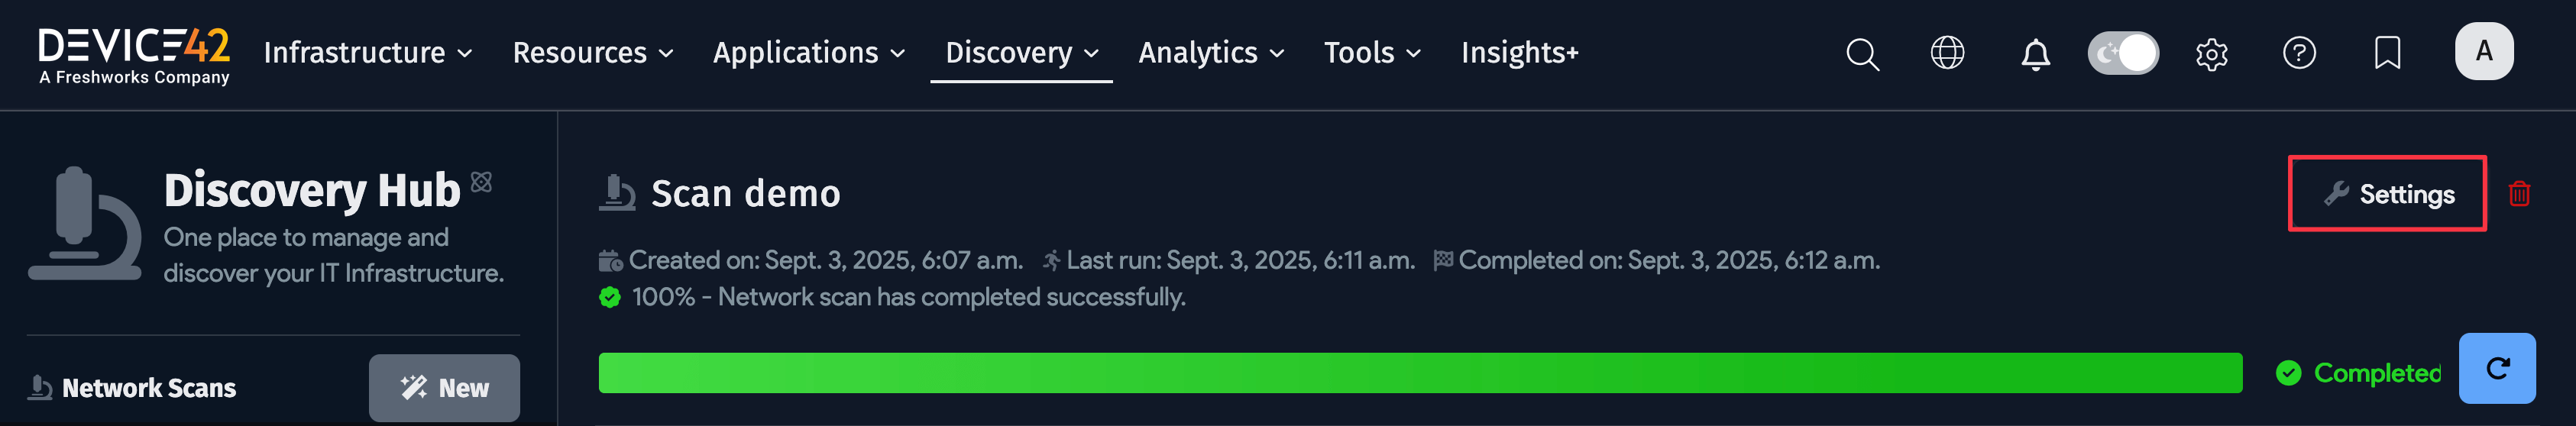 DEVICE42
A Freshworks Company
Infrastructure Resources Applications Discovery Analytics Tools Insights+
A
Discovery Hub
One place to manage and
discover your IT Infrastructure.
Network Scans
New
Scan demo
Settings
Created on: Sept. 3, 2025, 6:07 a.m. Last run: Sept. 3, 2025, 6:11 a.m. Completed on: Sept. 3, 2025, 6:12 a.m.
100% - Network scan has completed successfully.
Completed